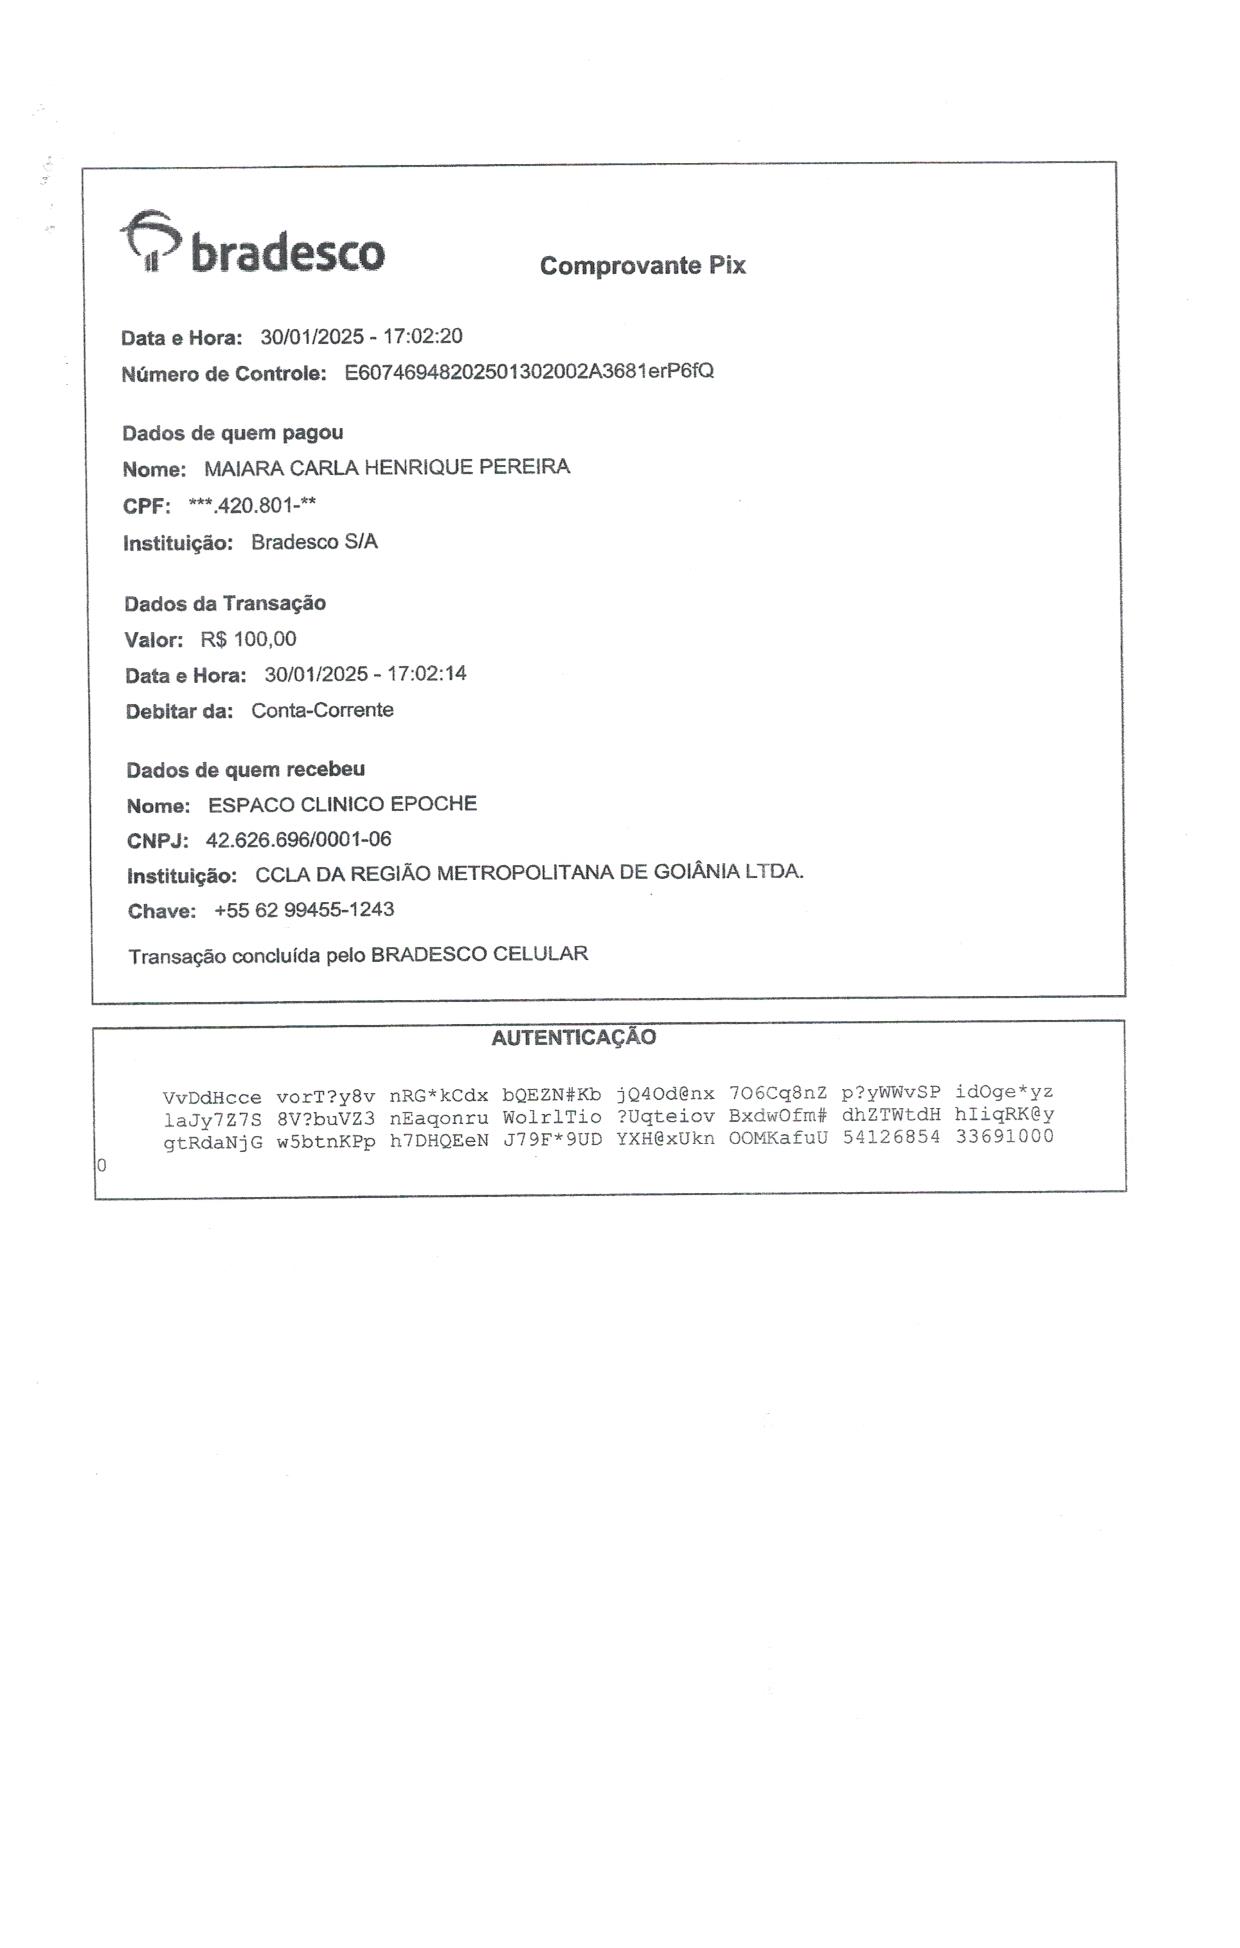 bradesco
Comprovante Pix
Data e Hora: 30/01/2025 - 17:02:20
Número de Controle: E60746948202501302002A3681erP6fQ
Dados de quem pagou
Nome: MAIARA CARLA HENRIQUE PEREIRA
CPF: ***.420.801-**
Instituição: Bradesco S/A
Dados da Transação
Valor: R$ 100,00
Data e Hora: 30/01/2025 - 17:02:14
Debitar da: Conta-Corrente
Dados de quem recebeu
Nome: ESPACO CLINICO EPOCHE
CNPJ: 42.626.696/0001-06
Instituição: CCLA DA REGIÃO METROPOLITANA DE GOIÂNIA LTDA.
Chave: +55 62 99455-1243
Transação concluída pelo BRADESCO CELULAR
AUTENTICAÇÃO
VvDdHcce vorT?y8v nRG*kCdx bQEZN#Kb jQ4Od@nx 7O6Cq8nZ p?yWWvSP idOge*yz
laJy7Z7S 8V?buVZ3 nEaqonru WolrlTio ?Uqteiov BxdwOfm# dhZTWtdH hIiqRK@y
gtRdaNjG w5btnKPp h7DHQEeN J79F*9UD YXH@xUkn OOMKafuU 54126854 33691000
0